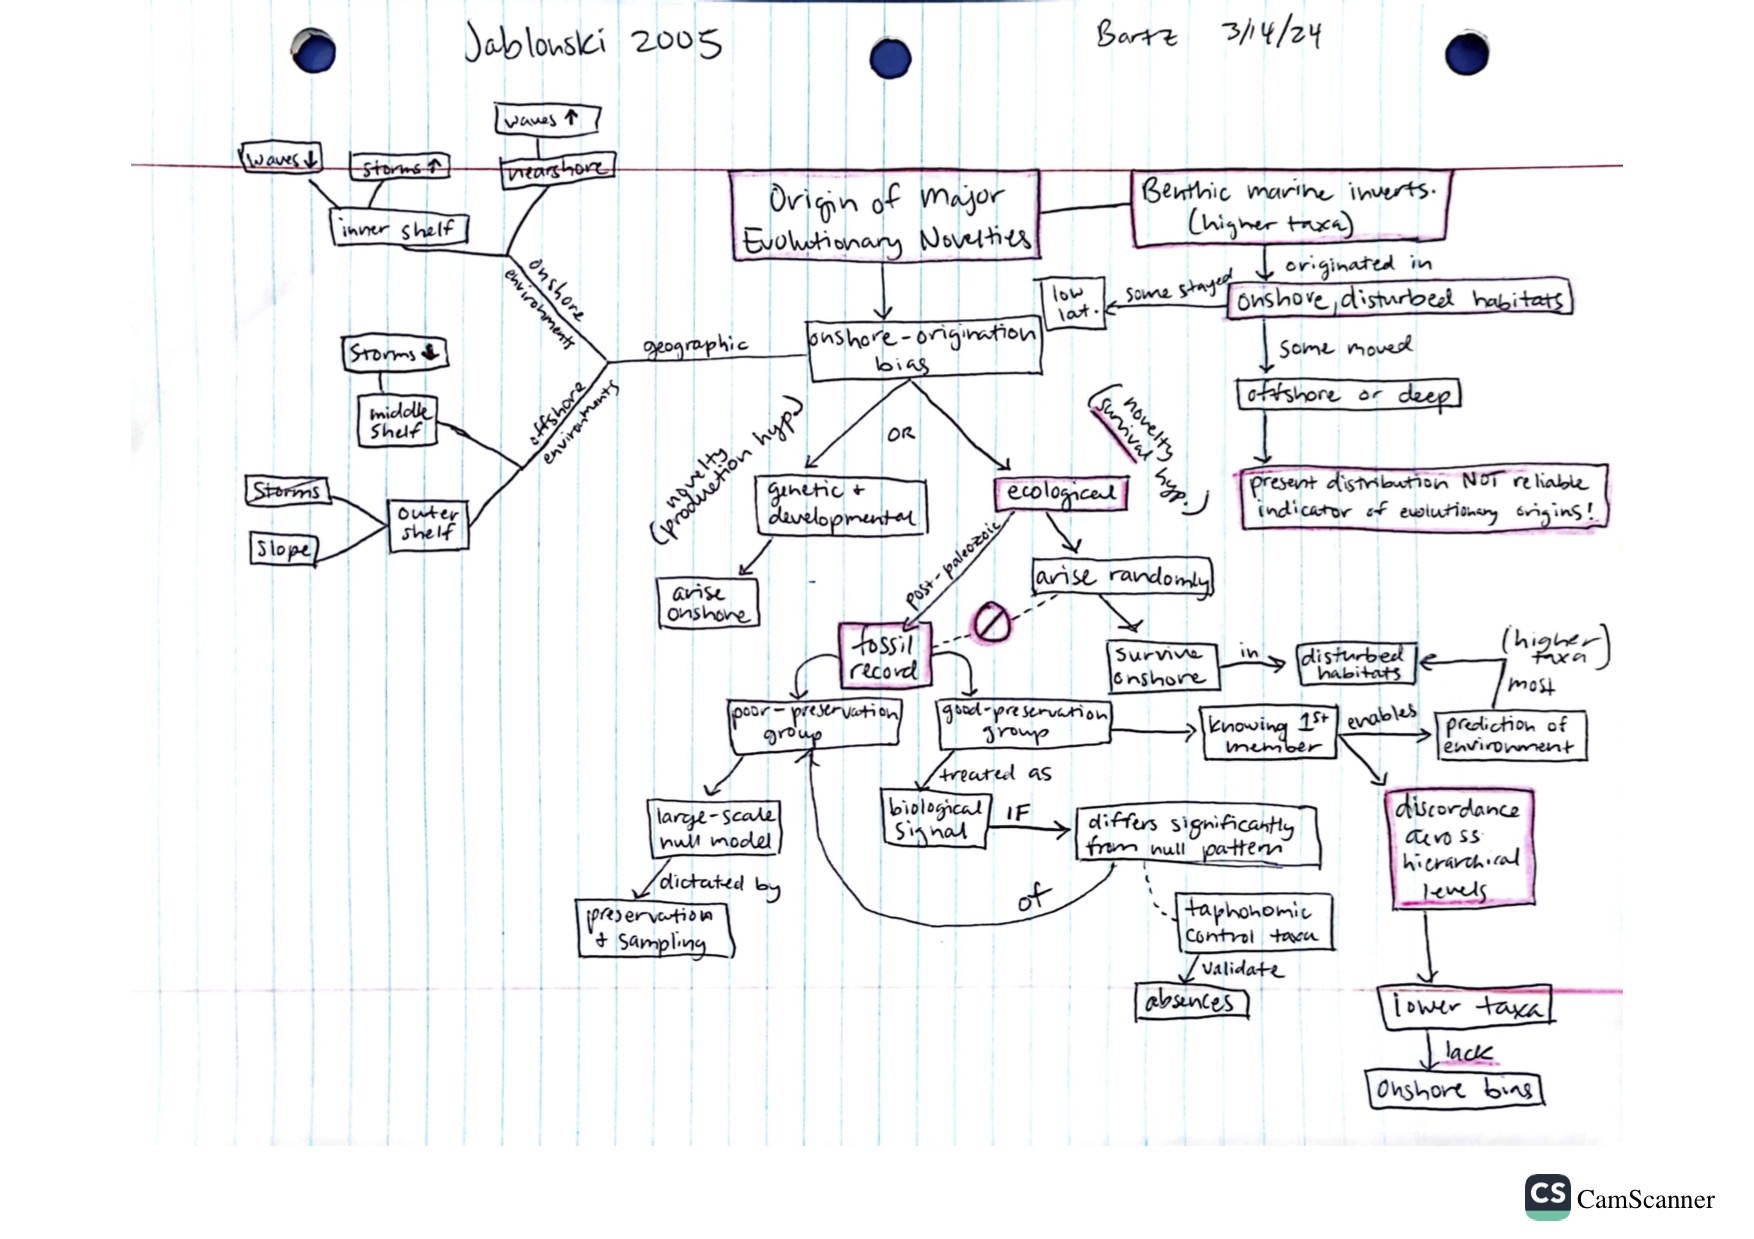 Jablonski 2005
Bartz 3/14/24
waves ↑
waves ↓
storms ↑
nearshore
inner shelf
onshore
environments
Origin of Major
Evolutionary Novelties
Benthic marine inverts.
(higher taxa)
originated in
onshore, disturbed habitats
some stayed
low
lat.
some moved
offshore or deep
present distribution NOT reliable
indicator of evolutionary origins!
onshore-origination
bias
geographic
offshore
environments
Storms ↓
middle
shelf
Storms
outer
shelf
Slope
OR
novelty
(production hyp.)
novelty
(survival hyp.)
genetic +
developmental
arise
onshore
ecological
post-paleozoic
arise randomly
fossil
record
survive
onshore
in
disturbed
habitats
(higher
taxa)
most
poor-preservation
group
good-preservation
group
knowing 1st
member
enables
prediction of
environment
treated as
large-scale
null model
biological
signal
IF
differs significantly
from null pattern
discordance
across
hierarchical
levels
dictated by
of
preservation
+ sampling
taphonomic
control taxa
validate
absences
lower taxa
lack
onshore bias
CS CamScanner